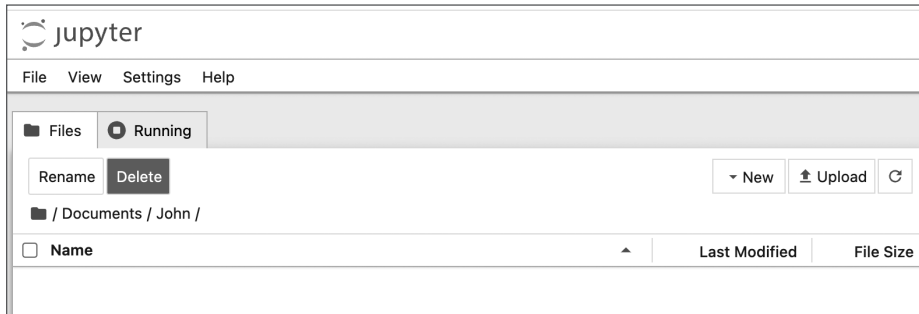 jupyter
File View Settings Help
Files Running
Rename Delete New Upload
/ Documents / John /
Name Last Modified File Size